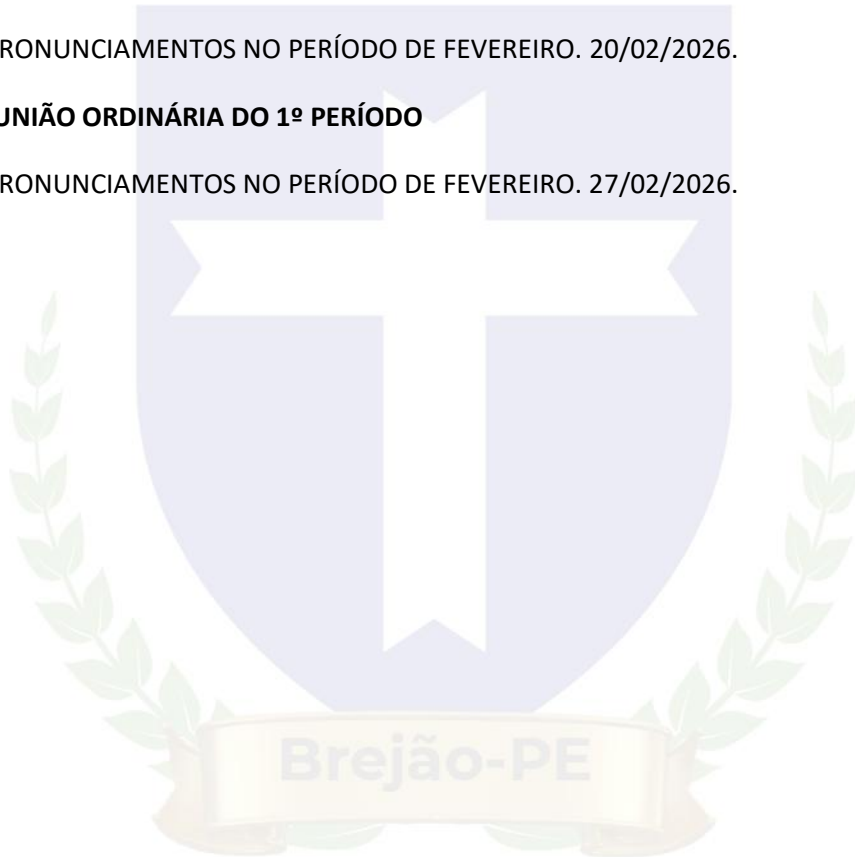 RONUNCIAMENTOS NO PERÍODO DE FEVEREIRO. 20/02/2026.
UNIÃO ORDINÁRIA DO 1º PERÍODO
RONUNCIAMENTOS NO PERÍODO DE FEVEREIRO. 27/02/2026.
Brejão-PE